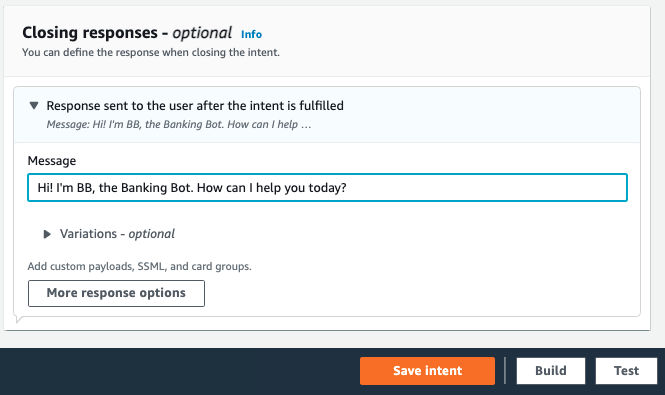 Closing responses - optional Info
You can define the response when closing the intent.
Response sent to the user after the intent is fulfilled
Message: Hi! I'm BB, the Banking Bot. How can I help ...
Message
Hi! I'm BB, the Banking Bot. How can I help you today?
Variations - optional
Add custom payloads, SSML, and card groups.
More response options
Save intent Build Test